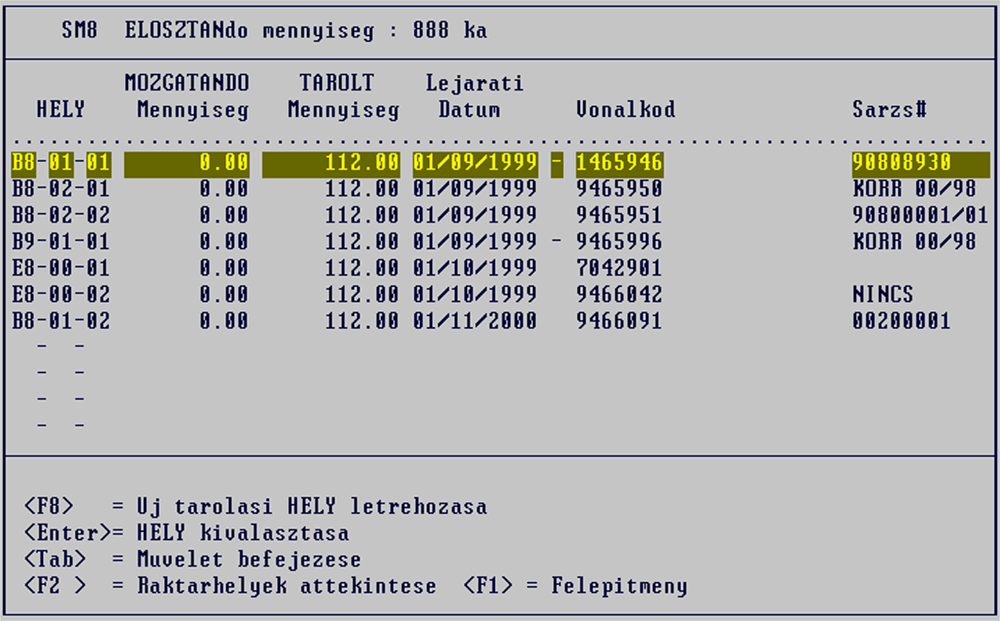 SM8 ELOSZTANdo mennyiseg : 888 ka
MOZGATANDO TAROLT Lejarati
HELY Mennyiseg Mennyiseg Datum Vonalkod Sarzs#
B8-01-01 0.00 112.00 01/09/1999 - 1465946 90808930
B8-02-01 0.00 112.00 01/09/1999 9465950 KORR 00/98
B8-02-02 0.00 112.00 01/09/1999 9465951 90800001/01
B9-01-01 0.00 112.00 01/09/1999 - 9465996 KORR 00/98
E8-00-01 0.00 112.00 01/10/1999 7042901
E8-00-02 0.00 112.00 01/10/1999 9466042 NINCS
B8-01-02 0.00 112.00 01/11/2000 9466091 00200001
- -
- -
- -
- -
<F8> = Uj tarolasi HELY letrehozasa
<Enter>= HELY kivalasztasa
<Tab> = Muvelet befejezese
<F2 > = Raktarhelyek attekintese <F1> = Felepitmeny